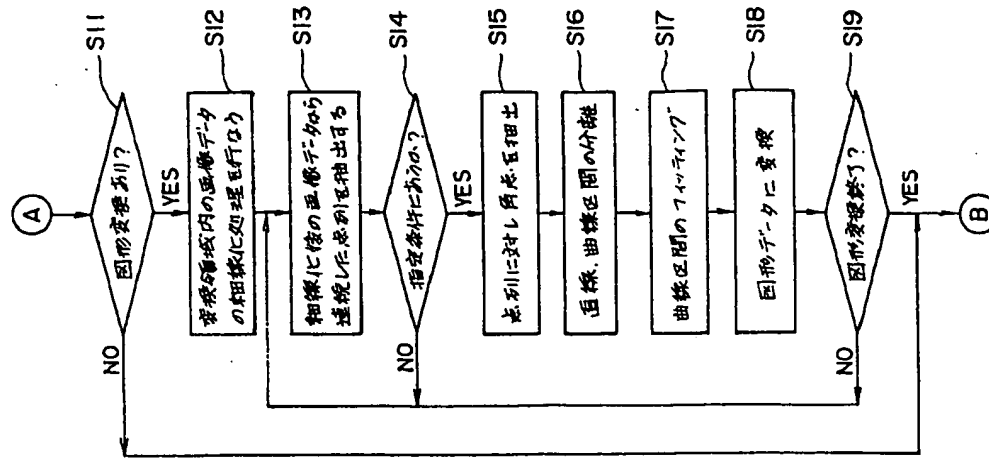 A
S11
図形変換あり?
NO
YES
S12
変換領域内の画像データ
の細線化処理を行なう
S13
細線化後の画像データから
連続した点列を抽出する
S14
指定条件にあうか?
NO
YES
S15
点列に対し角点を抽出
S16
直線、曲線区間の分離
S17
曲線区間のフィッティング
S18
図形データに変換
S19
図形変換終了?
NO
YES
B